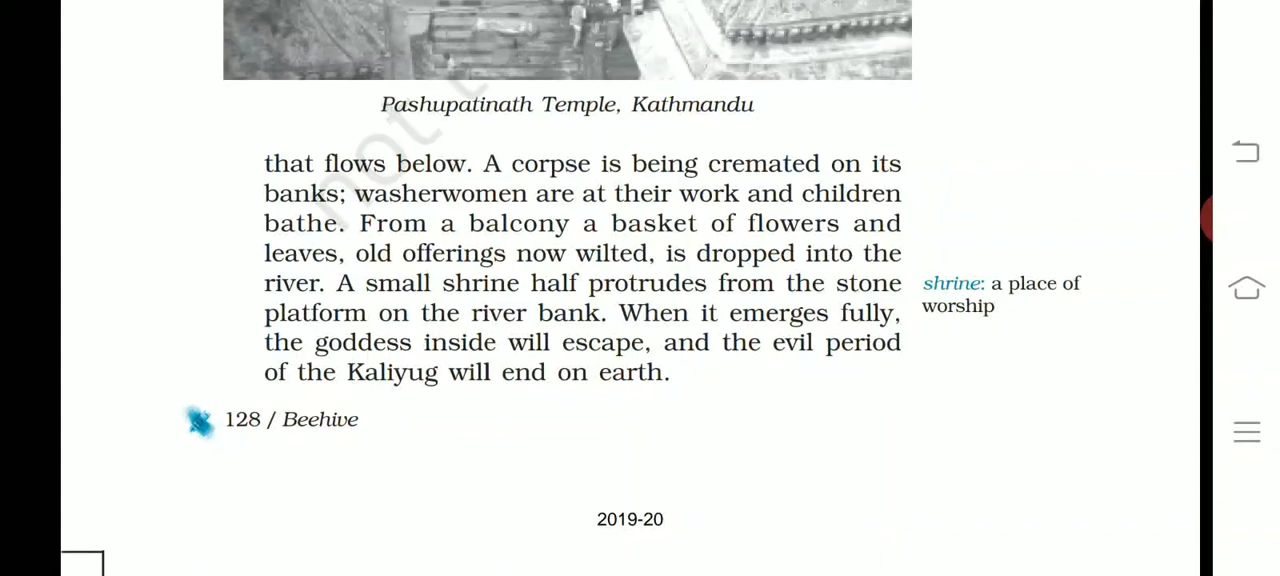 Pashupatinath Temple, Kathmandu
not t
that flows below. A corpse is being cremated on its
banks; washerwomen are at their work and children
bathe. From a balcony a basket of flowers and
leaves, old offerings now wilted, is dropped into the
river. A small shrine half protrudes from the stone
platform on the river bank. When it emerges fully,
the goddess inside will escape, and the evil period
of the Kaliyug will end on earth.
shrine: a place of
worship
128 / Beehive
2019-20